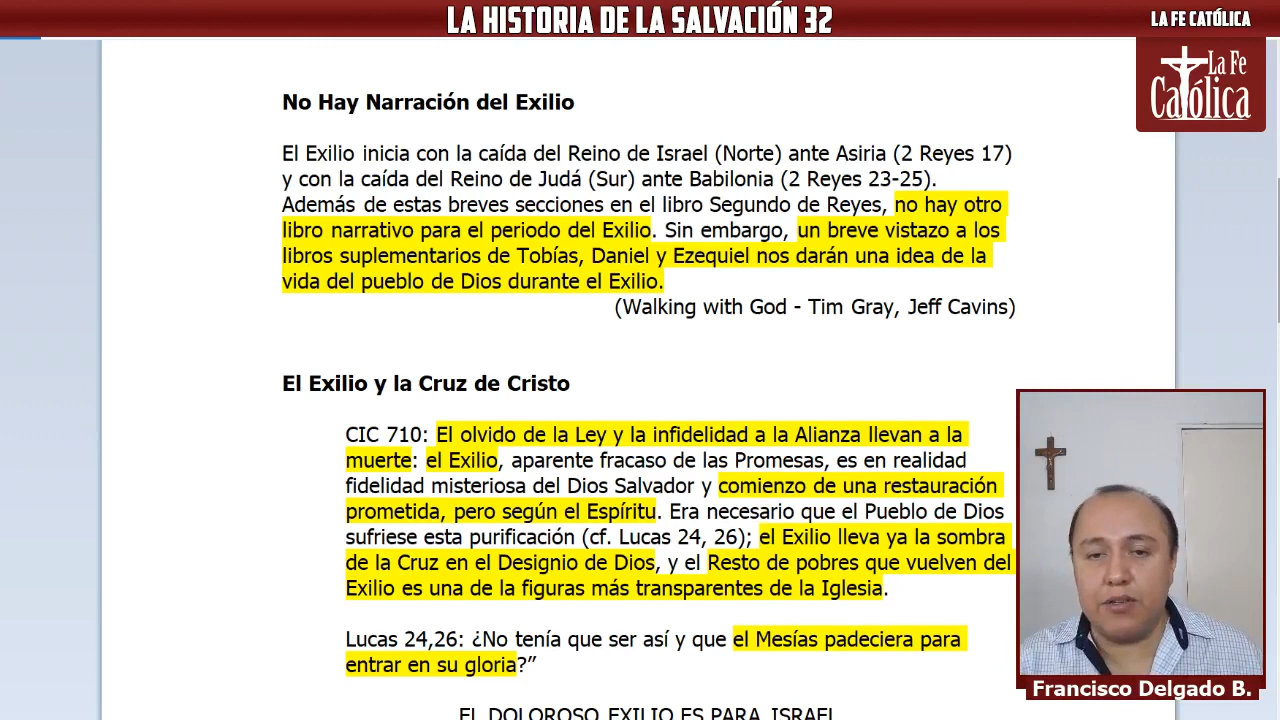 LA HISTORIA DE LA SALVACIÓN 32
LA FE CATÓLICA
La Fe
Católica
No Hay Narración del Exilio
El Exilio inicia con la caída del Reino de Israel (Norte) ante Asiria (2 Reyes 17)
y con la caída del Reino de Judá (Sur) ante Babilonia (2 Reyes 23-25).
Además de estas breves secciones en el libro Segundo de Reyes, no hay otro
libro narrativo para el periodo del Exilio. Sin embargo, un breve vistazo a los
libros suplementarios de Tobías, Daniel y Ezequiel nos darán una idea de la
vida del pueblo de Dios durante el Exilio.
(Walking with God - Tim Gray, Jeff Cavins)
El Exilio y la Cruz de Cristo
CIC 710: El olvido de la Ley y la infidelidad a la Alianza llevan a la
muerte: el Exilio, aparente fracaso de las Promesas, es en realidad
fidelidad misteriosa del Dios Salvador y comienzo de una restauración
prometida, pero según el Espíritu. Era necesario que el Pueblo de Dios
sufriese esta purificación (cf. Lucas 24, 26); el Exilio lleva ya la sombra
de la Cruz en el Designio de Dios, y el Resto de pobres que vuelven del
Exilio es una de la figuras más transparentes de la Iglesia.
Lucas 24,26: ¿No tenía que ser así y que el Mesías padeciera para
entrar en su gloria?”
EL DOLOROSO EXILIO ES PARA ISRAEL
Francisco Delgado B.